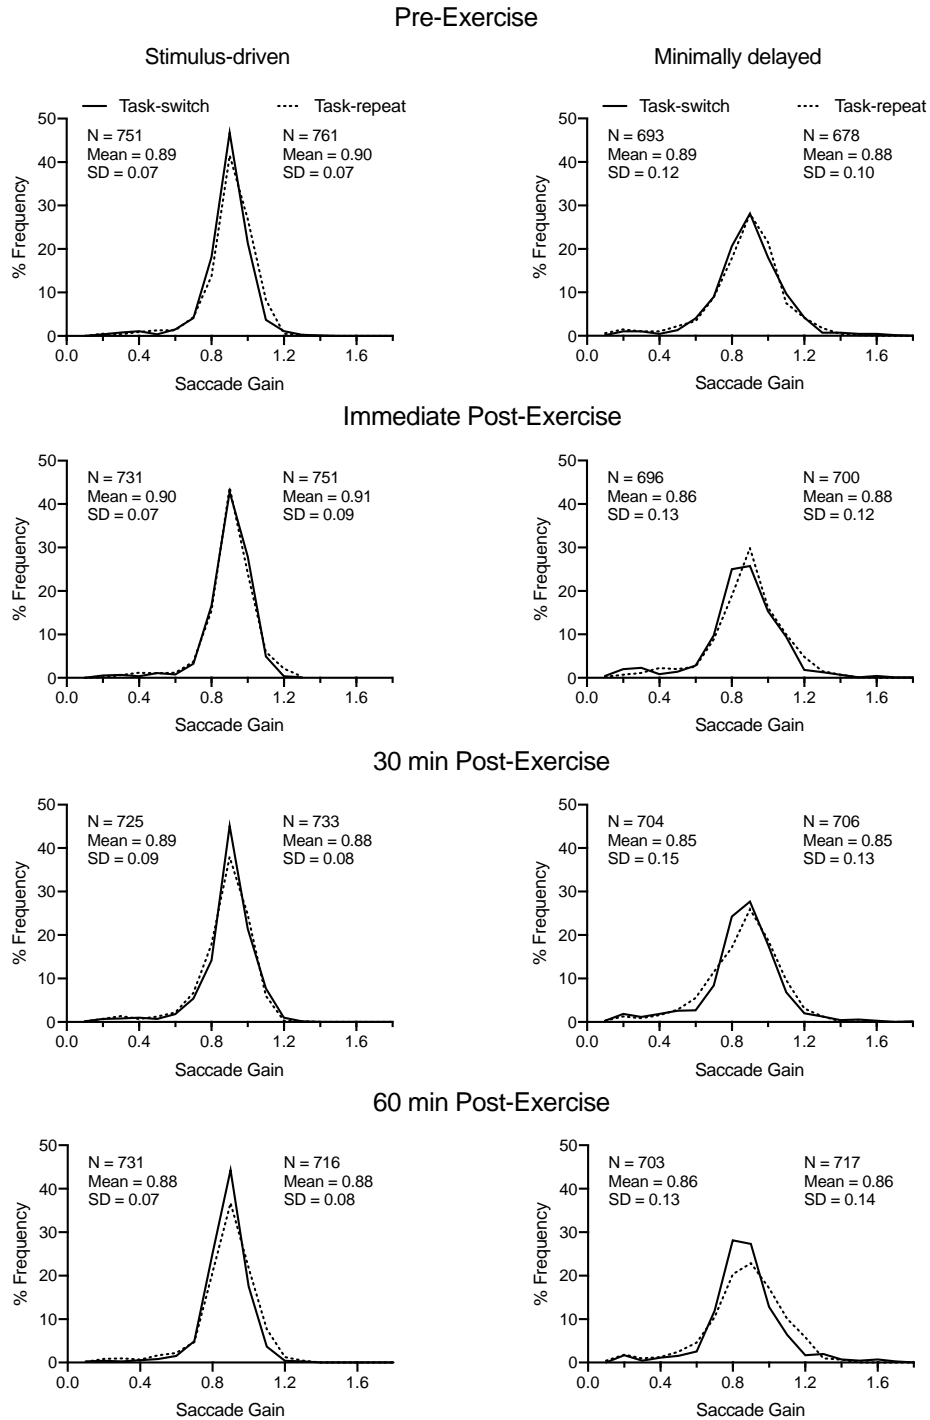 Pre-Exercise
Stimulus-driven
Minimally delayed
Task-switch
Task-repeat
Task-switch
Task-repeat
50
40
30
20
10
0
% Frequency
N = 751
Mean = 0.89
SD = 0.07
N = 761
Mean = 0.90
SD = 0.07
0.0 0.4 0.8 1.2 1.6
Saccade Gain
50
40
30
20
10
0
% Frequency
N = 693
Mean = 0.89
SD = 0.12
N = 678
Mean = 0.88
SD = 0.10
0.0 0.4 0.8 1.2 1.6
Saccade Gain
Immediate Post-Exercise
50
40
30
20
10
0
% Frequency
N = 731
Mean = 0.90
SD = 0.07
N = 751
Mean = 0.91
SD = 0.09
0.0 0.4 0.8 1.2 1.6
Saccade Gain
50
40
30
20
10
0
% Frequency
N = 696
Mean = 0.86
SD = 0.13
N = 700
Mean = 0.88
SD = 0.12
0.0 0.4 0.8 1.2 1.6
Saccade Gain
30 min Post-Exercise
50
40
30
20
10
0
% Frequency
N = 725
Mean = 0.89
SD = 0.09
N = 733
Mean = 0.88
SD = 0.08
0.0 0.4 0.8 1.2 1.6
Saccade Gain
50
40
30
20
10
0
% Frequency
N = 704
Mean = 0.85
SD = 0.15
N = 706
Mean = 0.85
SD = 0.13
0.0 0.4 0.8 1.2 1.6
Saccade Gain
60 min Post-Exercise
50
40
30
20
10
0
% Frequency
N = 731
Mean = 0.88
SD = 0.07
N = 716
Mean = 0.88
SD = 0.08
0.0 0.4 0.8 1.2 1.6
Saccade Gain
50
40
30
20
10
0
% Frequency
N = 703
Mean = 0.86
SD = 0.13
N = 717
Mean = 0.86
SD = 0.14
0.0 0.4 0.8 1.2 1.6
Saccade Gain